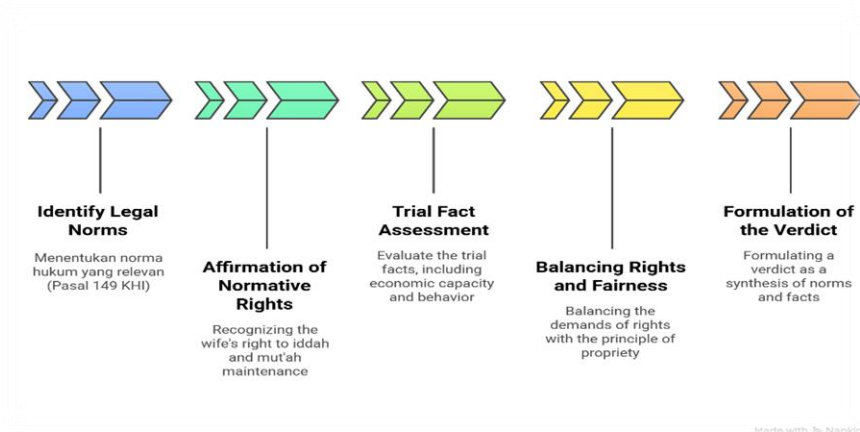 Identify Legal
Norms
Menentukan norma
hukum yang relevan
(Pasal 149 KHI)
Affirmation of
Normative
Rights
Recognizing the
wife's right to iddah
and mut'ah
maintenance
Trial Fact
Assessment
Evaluate the trial
facts, including
economic capacity
and behavior
Balancing Rights
and Fairness
Balancing the
demands of rights
with the principle of
propriety
Formulation of
the Verdict
Formulating a
verdict as a
synthesis of norms
and facts
Made with Napkin